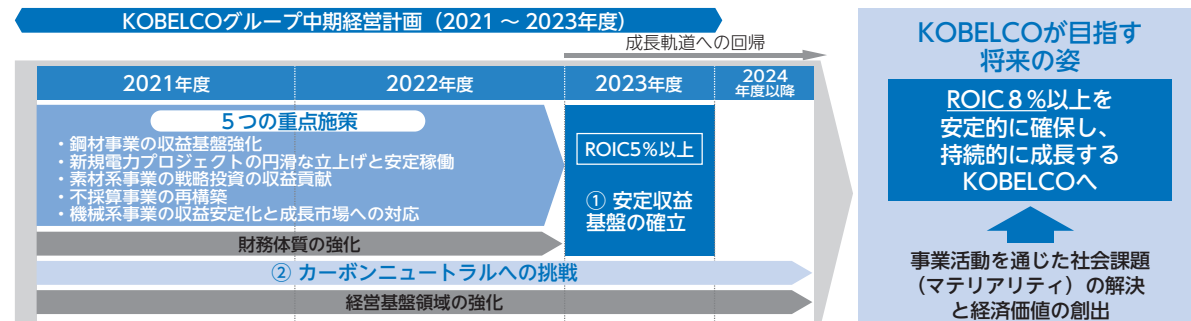 KOBELCOグループ中期経営計画（2021 ～ 2023年度）
成長軌道への回帰
2021年度
2022年度
2023年度
2024
年度以降
５つの重点施策
・鋼材事業の収益基盤強化
・新規電力プロジェクトの円滑な立上げと安定稼働
・素材系事業の戦略投資の収益貢献
・不採算事業の再構築
・機械系事業の収益安定化と成長市場への対応
ROIC5％以上
① 安定収益
基盤の確立
財務体質の強化
② カーボンニュートラルへの挑戦
経営基盤領域の強化
KOBELCOが目指す
将来の姿
ROIC８％以上を
安定的に確保し、
持続的に成長する
KOBELCOへ
事業活動を通じた社会課題
（マテリアリティ）の解決
と経済価値の創出